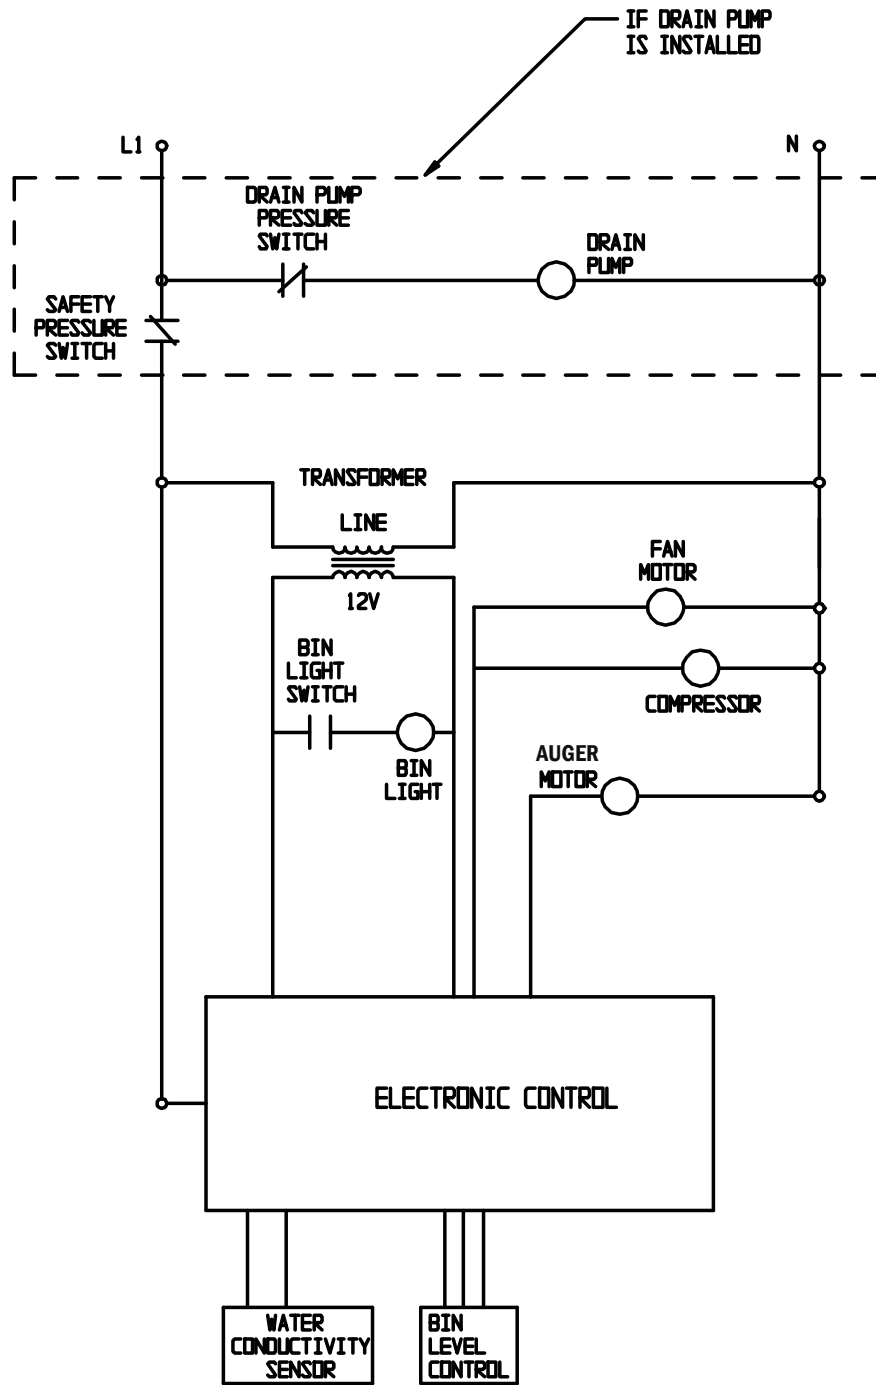 IF DRAIN PUMP
IS INSTALLED
L1
N
DRAIN PUMP
PRESSURE
SWITCH
DRAIN
PUMP
SAFETY
PRESSURE
SWITCH
TRANSFORMER
LINE
12V
FAN
MOTOR
BIN
LIGHT
SWITCH
COMPRESSOR
BIN
LIGHT
AUGER
MOTOR
ELECTRONIC CONTROL
WATER
CONDUCTIVITY
SENSOR
BIN
LEVEL
CONTROL